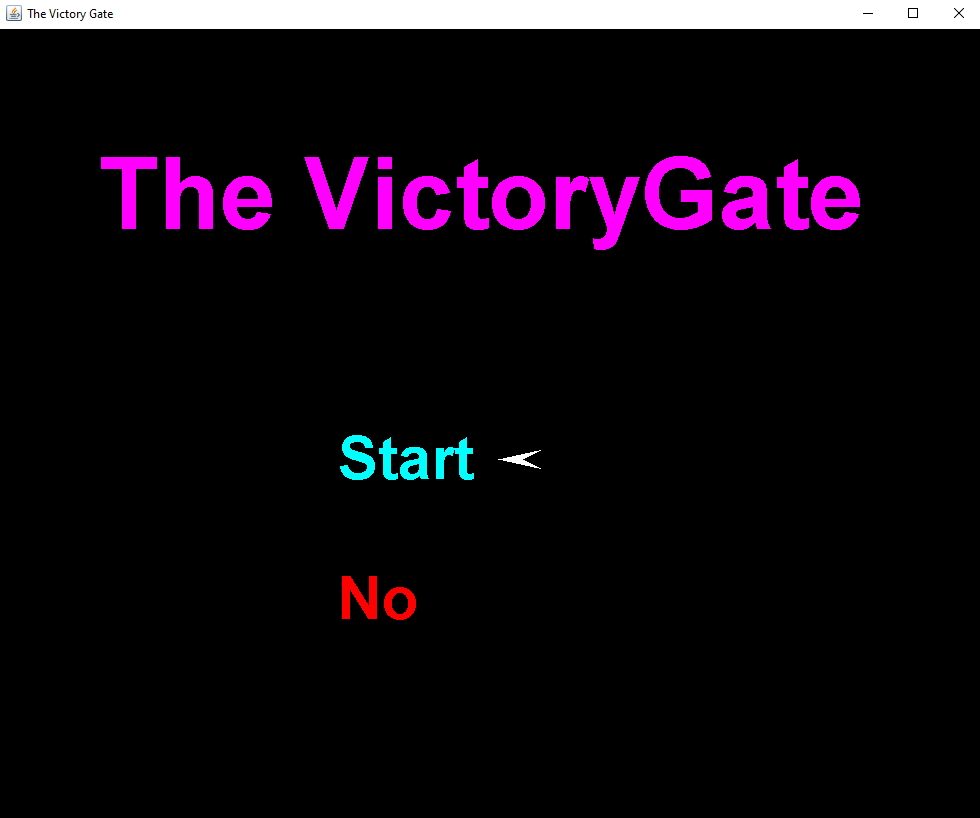 The Victory Gate
The VictoryGate
Start
No